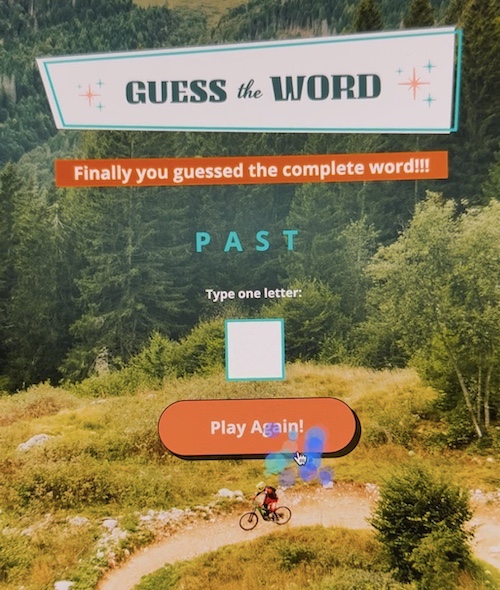 GUESS the WORD
Finally you guessed the complete word!!!
PAST
Type one letter:
Play Again!